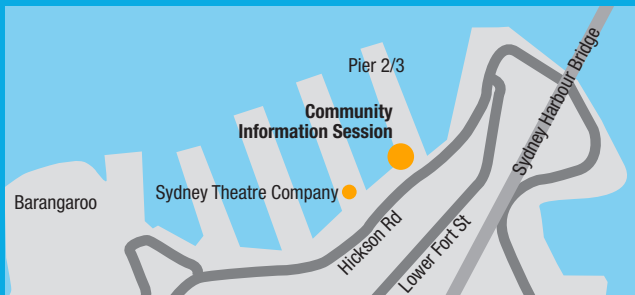 Pier 2/3
Community
Information Session
Sydney Theatre Company
Barangaroo
Hickson Rd
Lower Fort St
Sydney Harbour Bridge